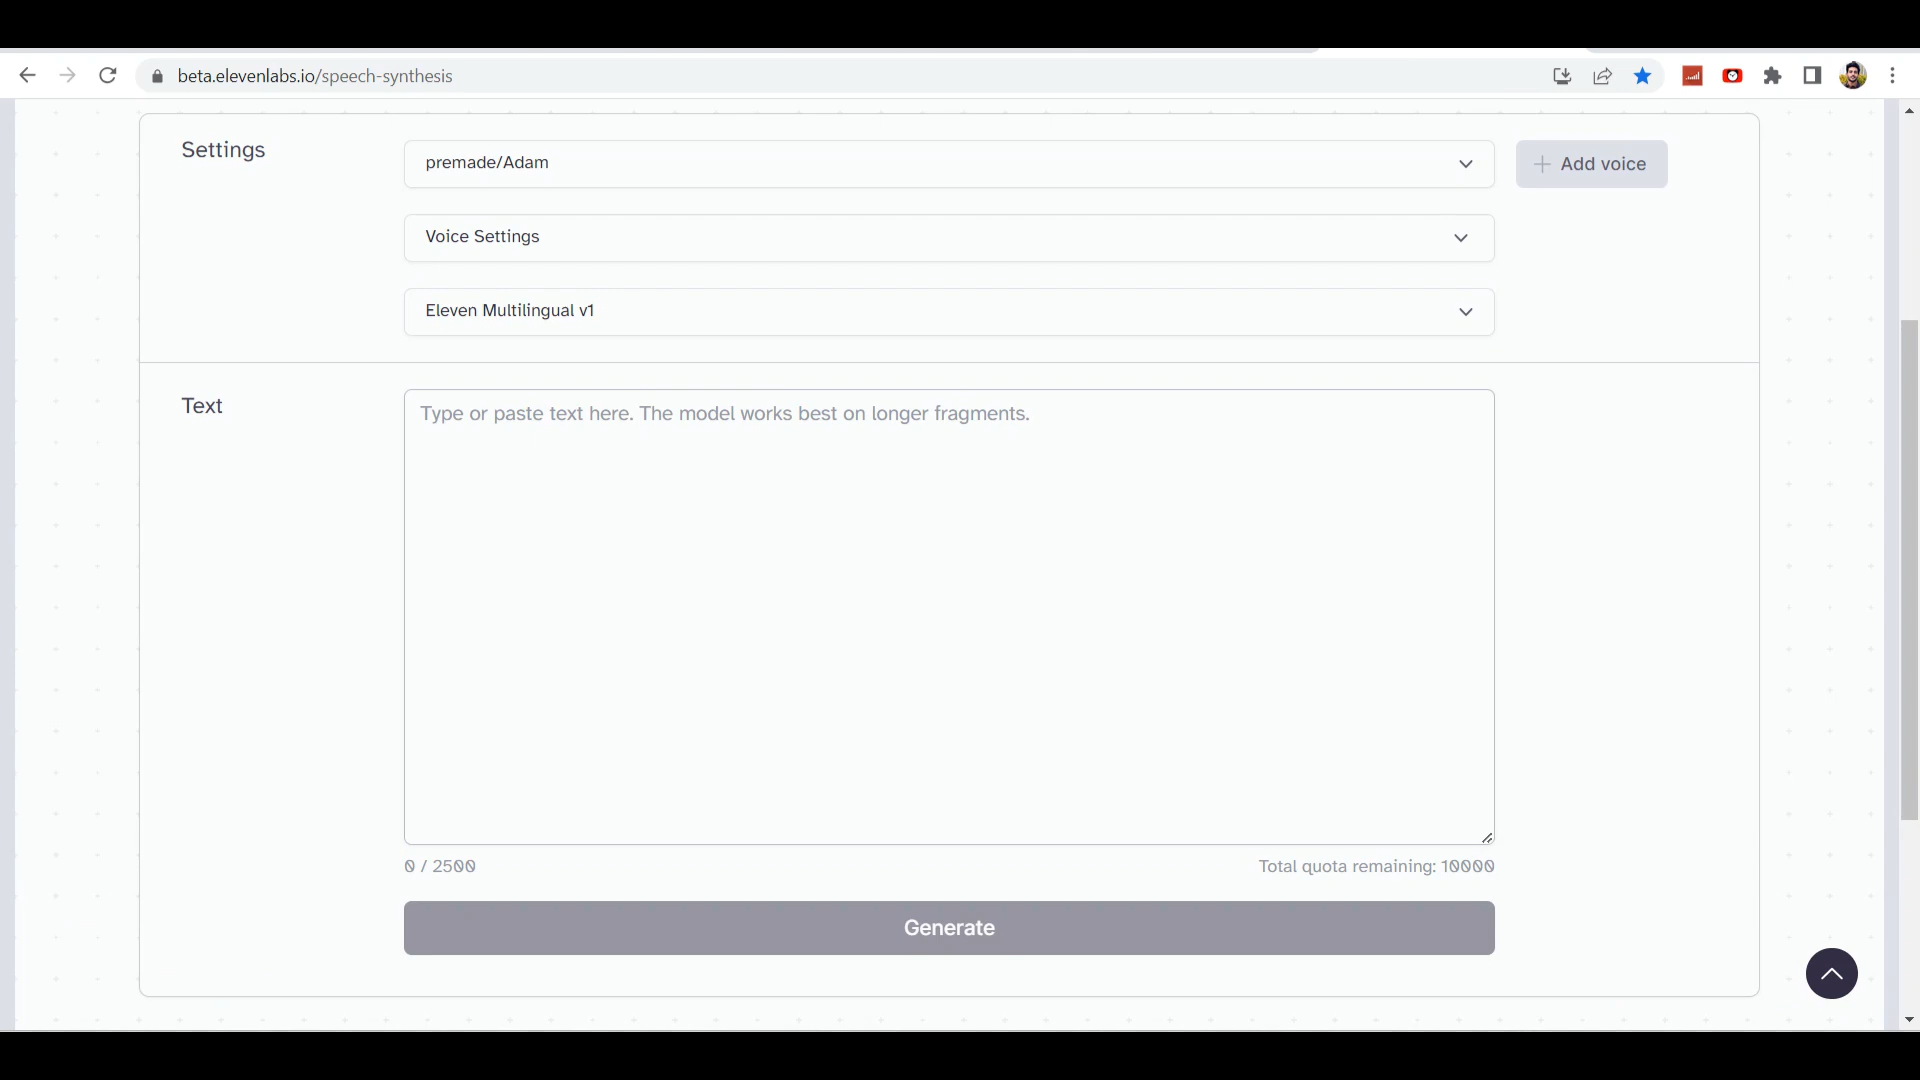 beta.elevenlabs.io/speech-synthesis
Settings
premade/Adam
Add voice
Voice Settings
Eleven Multilingual v1
Text
Type or paste text here. The model works best on longer fragments.
0 / 2500
Total quota remaining: 10000
Generate